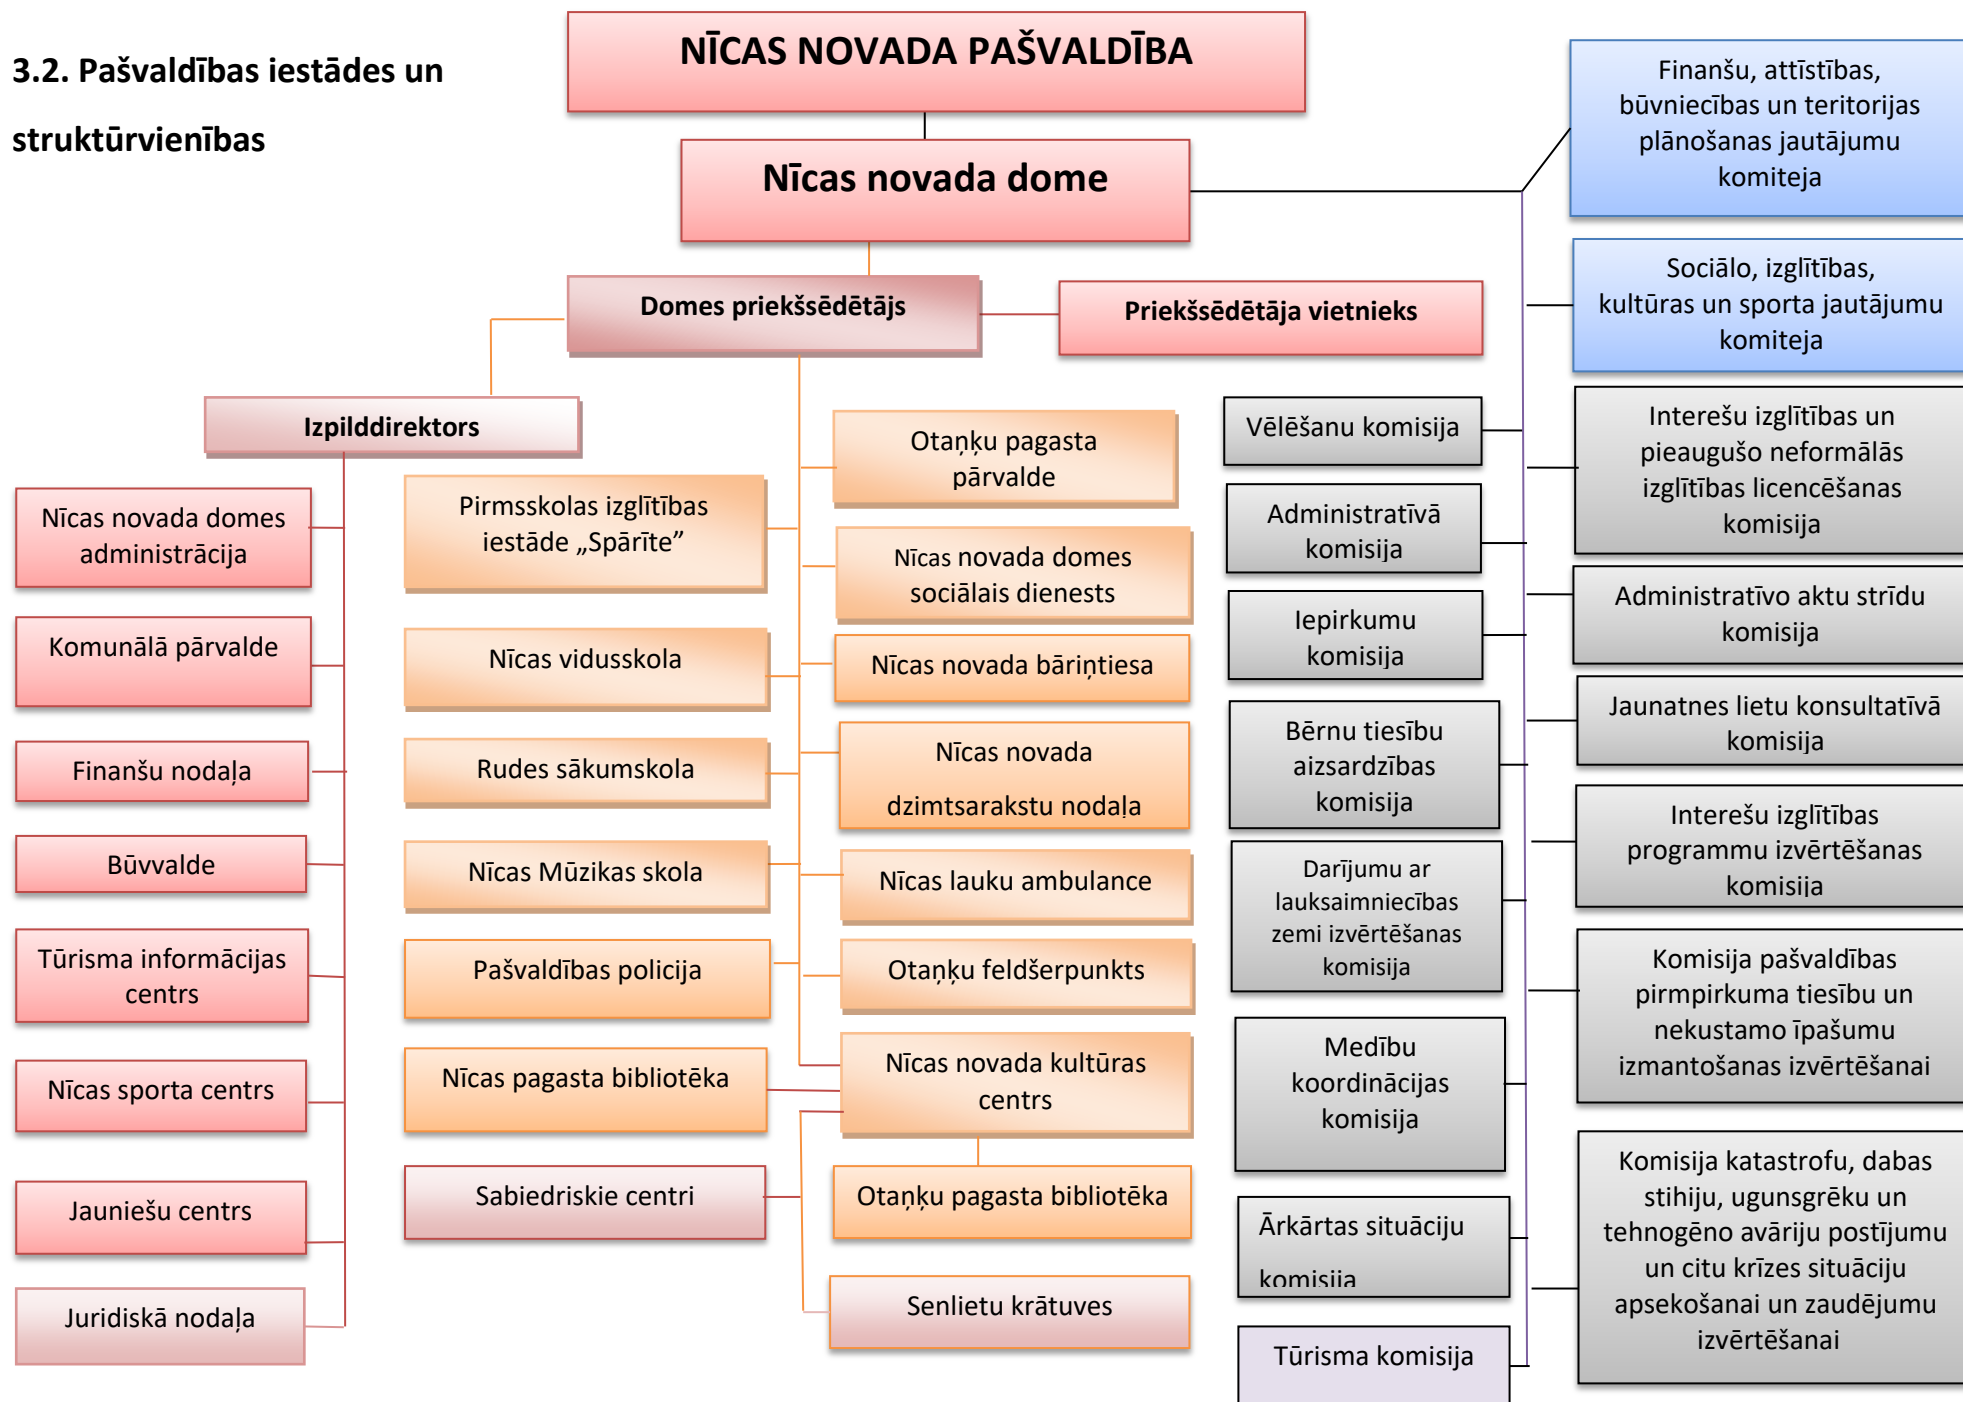 3.2. Pašvaldības iestādes un
struktūrvienības
NĪCAS NOVADA PAŠVALDĪBA
Nīcas novada dome
Domes priekšsēdētājs
Priekšsēdētāja vietnieks
Izpilddirektors
Nīcas novada domes
administrācija
Komunālā pārvalde
Finanšu nodaļa
Būvvalde
Tūrisma informācijas
centrs
Nīcas sporta centrs
Jauniešu centrs
Juridiskā nodaļa
Pirmsskolas izglītības
iestāde „Spārīte”
Nīcas vidusskola
Rudes sākumskola
Nīcas Mūzikas skola
Pašvaldības policija
Nīcas pagasta bibliotēka
Sabiedriskie centri
Otaņķu pagasta
pārvalde
Nīcas novada domes
sociālais dienests
Nīcas novada bāriņtiesa
Nīcas novada
dzimtsarakstu nodaļa
Nīcas lauku ambulance
Otaņķu feldšerpunkts
Nīcas novada kultūras
centrs
Otaņķu pagasta bibliotēka
Senlietu krātuves
Vēlēšanu komisija
Administratīvā
komisija
Iepirkumu
komisija
Bērnu tiesību
aizsardzības
komisija
Darījumu ar
lauksaimniecības
zemi izvērtēšanas
komisija
Medību
koordinācijas
komisija
Ārkārtas situāciju
komisija
Tūrisma komisija
Finanšu, attīstības,
būvniecības un teritorijas
plānošanas jautājumu
komiteja
Sociālo, izglītības,
kultūras un sporta jautājumu
komiteja
Interešu izglītības un
pieaugušo neformālās
izglītības licencēšanas
komisija
Administratīvo aktu strīdu
komisija
Jaunatnes lietu konsultatīvā
komisija
Interešu izglītības
programmu izvērtēšanas
komisija
Komisija pašvaldības
pirmpirkuma tiesību un
nekustamo īpašumu
izmantošanas izvērtēšanai
Komisija katastrofu, dabas
stihiju, ugunsgrēku un
tehnogēno avāriju postījumu
un citu krīzes situāciju
apsekošanai un zaudējumu
izvērtēšanai